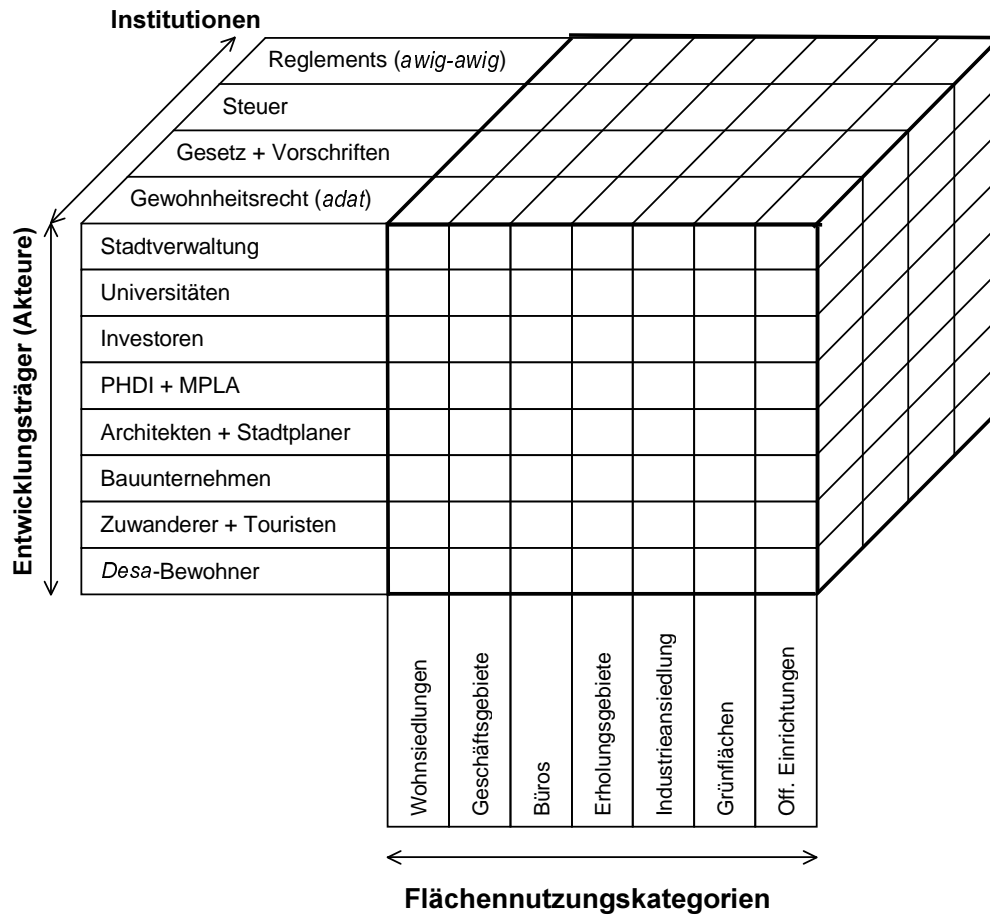 Institutionen
Reglements (awig-awig)
Steuer
Gesetz + Vorschriften
Gewohnheitsrecht (adat)
Entwicklungsträger (Akteure)
Stadtverwaltung
Universitäten
Investoren
PHDI + MPLA
Architekten + Stadtplaner
Bauunternehmen
Zuwanderer + Touristen
Desa-Bewohner
Wohnsiedlungen
Geschäftsgebiete
Büros
Erholungsgebiete
Industrieansiedlung
Grünflächen
Off. Einrichtungen
Flächennutzungskategorien